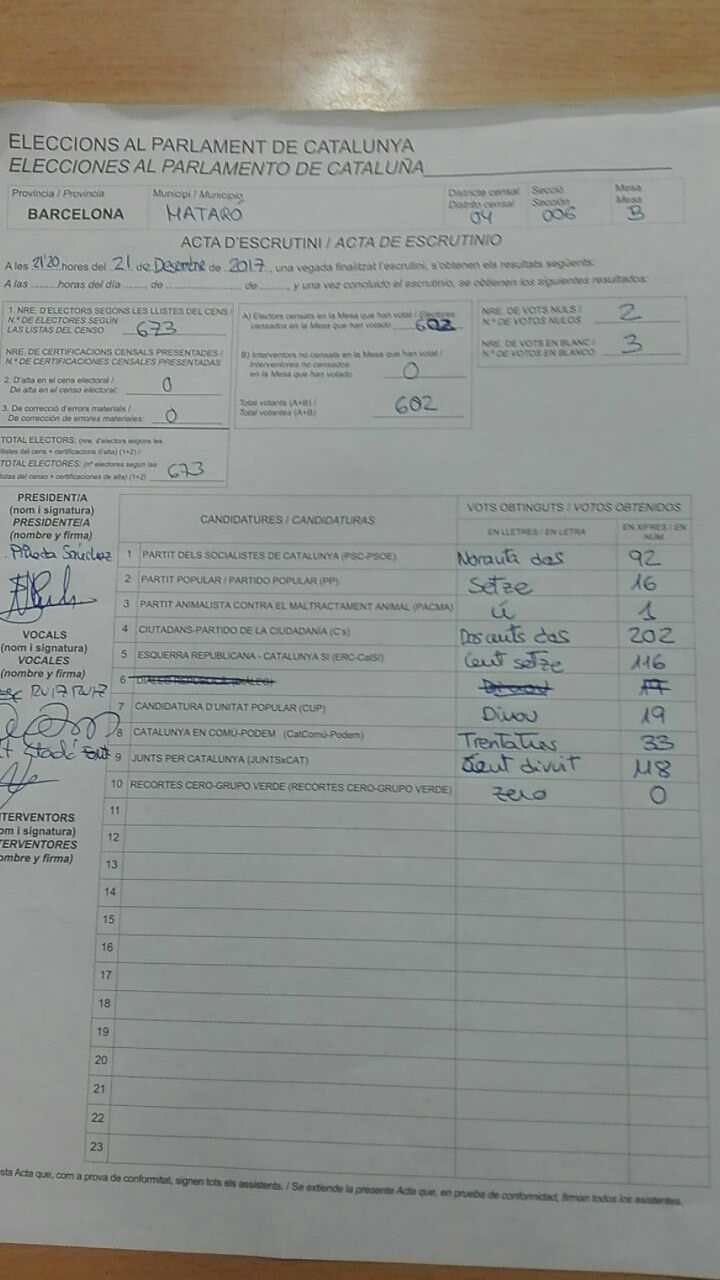 ELECCIONS AL PARLAMENT DE CATALUNYA
ELECCIONES AL PARLAMENTO DE CATALUÑA
Província / Provincia Municipi / Municipio Districte censal Secció Mesa
Distrito censal Sección Mesa
BARCELONA MATARÓ 04 006 B
ACTA D'ESCRUTINI / ACTA DE ESCRUTINIO
A les 21'20 hores del 21 de Desembre de 2017, una vegada finalitzat l'escrutini, s'obtenen els resultats següents:
A las ........ horas del día ........ de ........................ de ........, y una vez concluido el escrutinio, se obtienen los siguientes resultados:
1. NRE. D'ELECTORS SEGONS LES LLISTES DEL CENS /
N.º DE ELECTORES SEGÚN
LAS LISTAS DEL CENSO 673
NRE. DE CERTIFICACIONS CENSALS PRESENTADES /
N.º DE CERTIFICACIONES CENSALES PRESENTADAS:
2. D'alta en el cens electoral /
De alta en el censo electoral: 0
3. De correcció d'errors materials /
De corrección de errores materiales: 0
TOTAL ELECTORS: (nre. d'electors segons les
llistes del cens + certificacions d'alta) (1+2) /
TOTAL ELECTORES: (nº electores según las
listas del censo + certificaciones de alta) (1+2) 673
A) Electors censats en la Mesa que han votat / Electores
censados en la Mesa que han votado 602
B) Interventors no censats en la Mesa que han votat /
Interventores no censados
en la Mesa que han votado 0
Total votants (A+B) /
Total votantes (A+B) 602
NRE. DE VOTS NULS /
N.º DE VOTOS NULOS 2
NRE. DE VOTS EN BLANC /
N.º DE VOTOS EN BLANCO 3
PRESIDENT/A
(nom i signatura)
PRESIDENTE/A
(nombre y firma)
Sánchez
VOCALS
(nom i signatura)
VOCALES
(nombre y firma)
Ruiz Ruiz
NTERVENTORS
om i signatura)
TERVENTORES
ombre y firma)
CANDIDATURES / CANDIDATURAS VOTS OBTINGUTS / VOTOS OBTENIDOS
EN LLETRES / EN LETRA EN XIFRES / EN NÚM.
1 PARTIT DELS SOCIALISTES DE CATALUNYA (PSC-PSOE) Noranta dos 92
2 PARTIT POPULAR / PARTIDO POPULAR (PP) Setze 16
3 PARTIT ANIMALISTA CONTRA EL MALTRACTAMENT ANIMAL (PACMA) Ú 1
4 CIUTADANS-PARTIDO DE LA CIUDADANÍA (C's) Dos cents dos 202
5 ESQUERRA REPUBLICANA - CATALUNYA SÍ (ERC-CatSí) Cent setze 116
6 DIÀLEG REPÚBLICA (DIÀLEG) Dinou 19
7 CANDIDATURA D'UNITAT POPULAR (CUP) Dinou 19
8 CATALUNYA EN COMÚ-PODEM (CatComú-Podem) Trenta tres 33
9 JUNTS PER CATALUNYA (JUNTSxCAT) Cent divuit 118
10 RECORTES CERO-GRUPO VERDE (RECORTES CERO-GRUPO VERDE) zero 0
11
12
13
14
15
16
17
18
19
20
21
22
23
sta Acta que, com a prova de conformitat, signen tots els assistents. / Se extiende la presente Acta que, en prueba de conformidad, firman todos los asistentes.